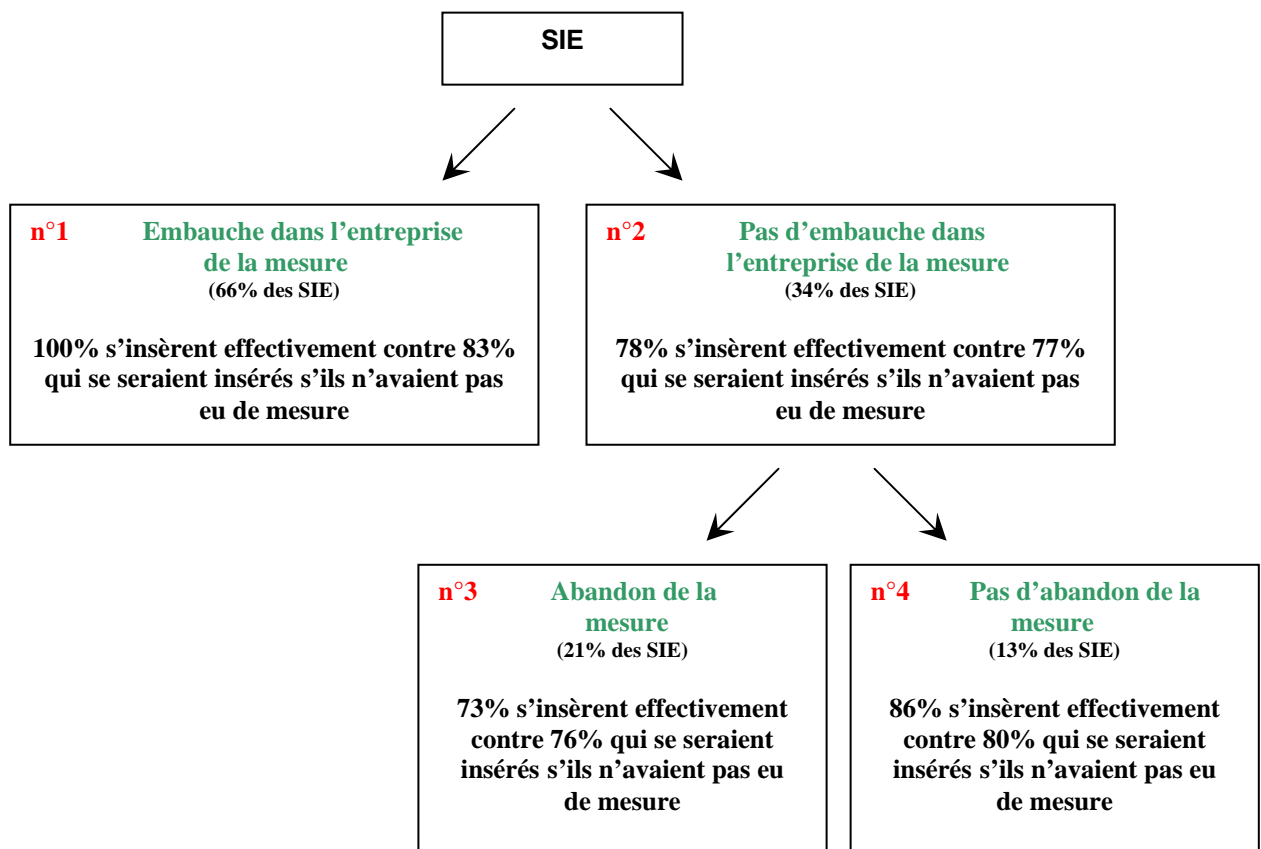 SIE
n°1 Embauche dans l’entreprise
de la mesure
(66% des SIE)
100% s’insèrent effectivement contre 83%
qui se seraient insérés s’ils n’avaient pas
eu de mesure
n°2 Pas d’embauche dans
l’entreprise de la mesure
(34% des SIE)
78% s’insèrent effectivement contre 77%
qui se seraient insérés s’ils n’avaient pas
eu de mesure
n°3 Abandon de la
mesure
(21% des SIE)
73% s’insèrent effectivement
contre 76% qui se seraient
insérés s’ils n’avaient pas eu
de mesure
n°4 Pas d’abandon de la
mesure
(13% des SIE)
86% s’insèrent effectivement
contre 80% qui se seraient
insérés s’ils n’avaient pas eu
de mesure